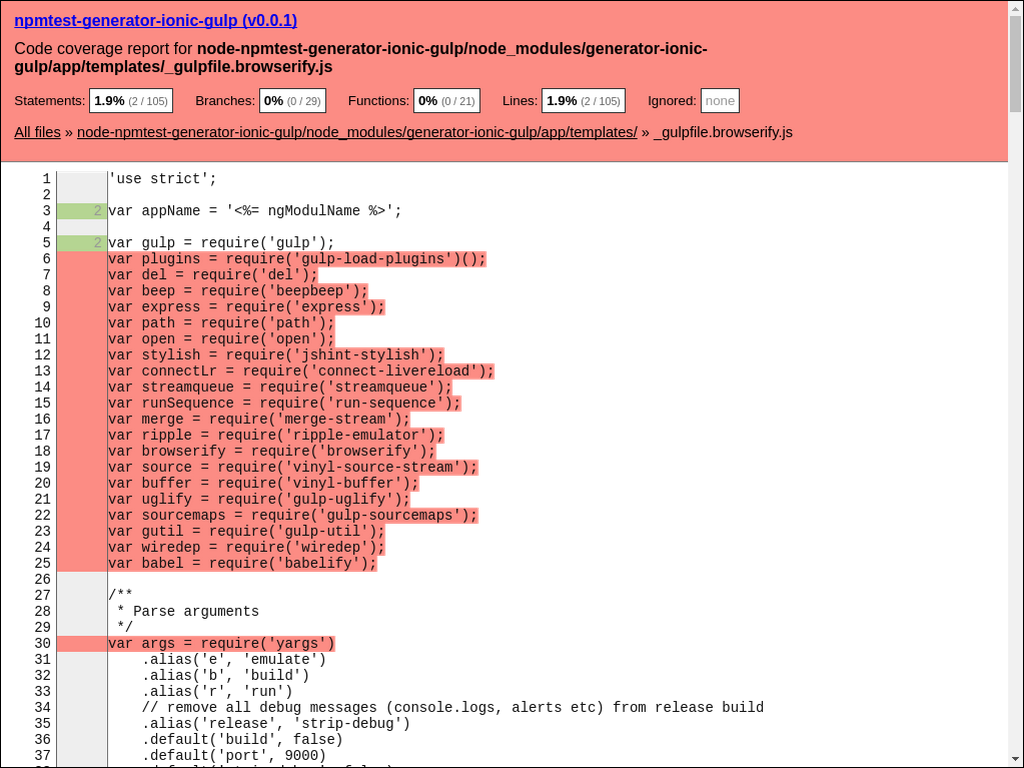 npmtest-generator-ionic-gulp (v0.0.1)
Code coverage report for node-npmtest-generator-ionic-gulp/node_modules/generator-ionic-
gulp/app/templates/_gulpfile.browserify.js
Statements: 1.9% (2 / 105) Branches: 0% (0 / 29) Functions: 0% (0 / 21) Lines: 1.9% (2 / 105) Ignored: none
All files » node-npmtest-generator-ionic-gulp/node_modules/generator-ionic-gulp/app/templates/ » _gulpfile.browserify.js
1 'use strict';
2
3 2 var appName = '<%= ngModulName %>';
4
5 2 var gulp = require('gulp');
6 var plugins = require('gulp-load-plugins')();
7 var del = require('del');
8 var beep = require('beepbeep');
9 var express = require('express');
10 var path = require('path');
11 var open = require('open');
12 var stylish = require('jshint-stylish');
13 var connectLr = require('connect-livereload');
14 var streamqueue = require('streamqueue');
15 var runSequence = require('run-sequence');
16 var merge = require('merge-stream');
17 var ripple = require('ripple-emulator');
18 var browserify = require('browserify');
19 var source = require('vinyl-source-stream');
20 var buffer = require('vinyl-buffer');
21 var uglify = require('gulp-uglify');
22 var sourcemaps = require('gulp-sourcemaps');
23 var gutil = require('gulp-util');
24 var wiredep = require('wiredep');
25 var babel = require('babelify');
26
27 /**
28 * Parse arguments
29 */
30 var args = require('yargs')
31 .alias('e', 'emulate')
32 .alias('b', 'build')
33 .alias('r', 'run')
34 // remove all debug messages (console.logs, alerts etc) from release build
35 .alias('release', 'strip-debug')
36 .default('build', false)
37 .default('port', 9000)